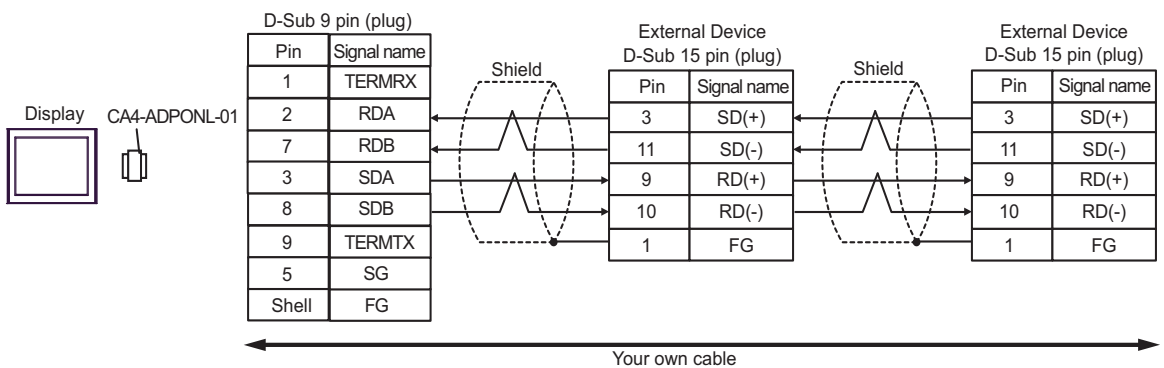 D-Sub 9 pin (plug)
Pin Signal name
1 TERMRX
2 RDA
7 RDB
3 SDA
8 SDB
9 TERMTX
5 SG
Shell FG
Display
CA4-ADPONL-01
Shield
External Device
D-Sub 15 pin (plug)
Pin Signal name
3 SD(+)
11 SD(-)
9 RD(+)
10 RD(-)
1 FG
Shield
External Device
D-Sub 15 pin (plug)
Pin Signal name
3 SD(+)
11 SD(-)
9 RD(+)
10 RD(-)
1 FG
Your own cable